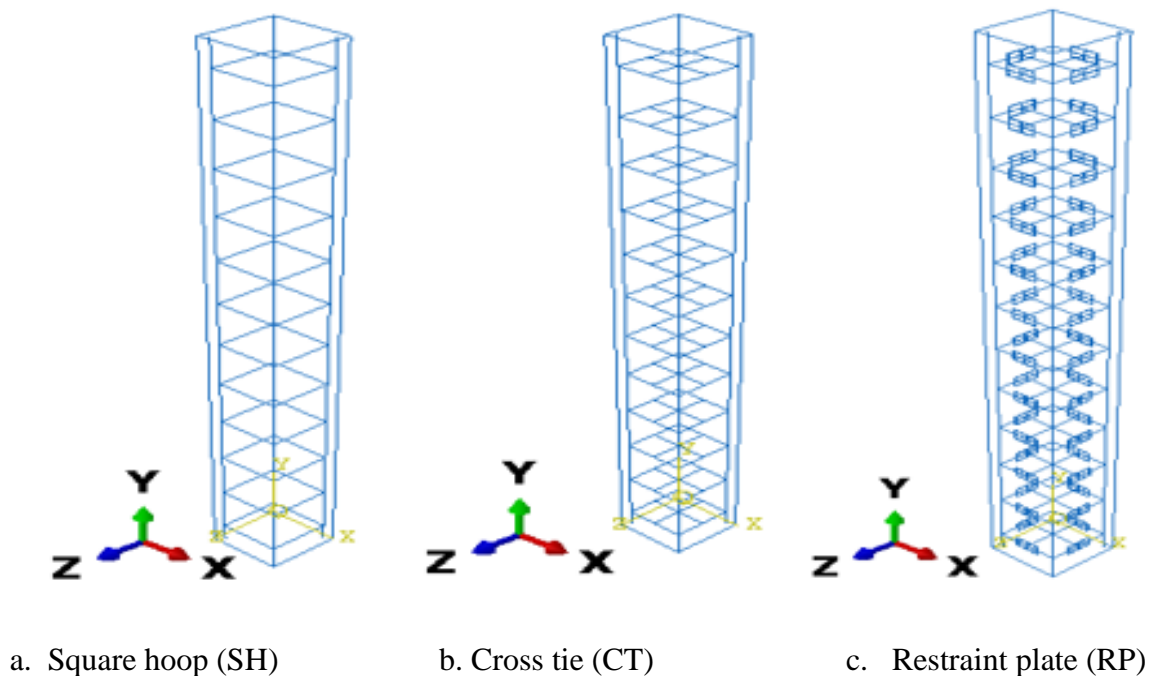 Y
Z
X
Y
Z
X
Y
Z
X
Y
Z
X
Y
Z
X
Y
Z
X
a. Square hoop (SH)
b. Cross tie (CT)
c. Restraint plate (RP)